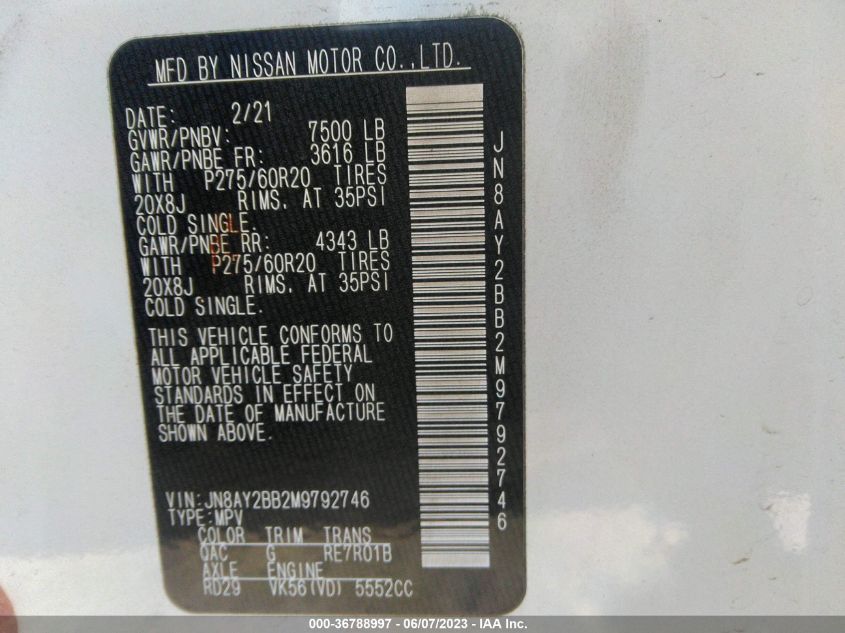 MFD BY NISSAN MOTOR CO.,LTD.
DATE: 2/21
GVWR/PNBV: 7500 LB
GAWR/PNBE FR: 3616 LB
WITH P275/60R20 TIRES
20X8J RIMS, AT 35PSI
COLD SINGLE.
GAWR/PNBE RR: 4343 LB
WITH P275/60R20 TIRES
20X8J RIMS, AT 35PSI
COLD SINGLE.
THIS VEHICLE CONFORMS TO
ALL APPLICABLE FEDERAL
MOTOR VEHICLE SAFETY
STANDARDS IN EFFECT ON
THE DATE OF MANUFACTURE
SHOWN ABOVE.
VIN:JN8AY2BB2M9792746
TYPE:MPV
COLOR TRIM TRANS
QAC G RE7R01B
AXLE ENGINE
RD29 VK56(VD) 5552CC
JN8AY2BB2M9792746
000-36788997 - 06/07/2023 - IAA Inc.